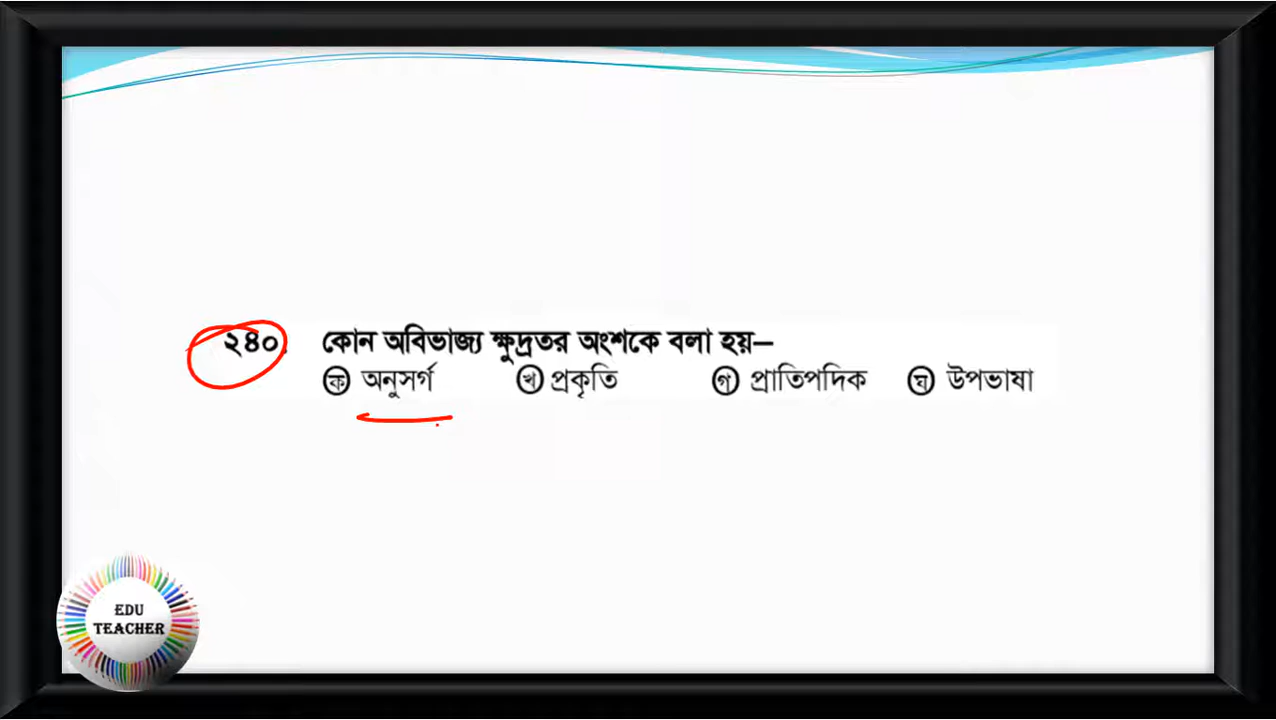 ২৪০. কোন অবিভাজ্য ক্ষুদ্রতর অংশকে বলা হয়—
ক অনুসর্গ খ প্রকৃতি গ প্রাতিপদিক ঘ উপভাষা
EDU
TEACHER